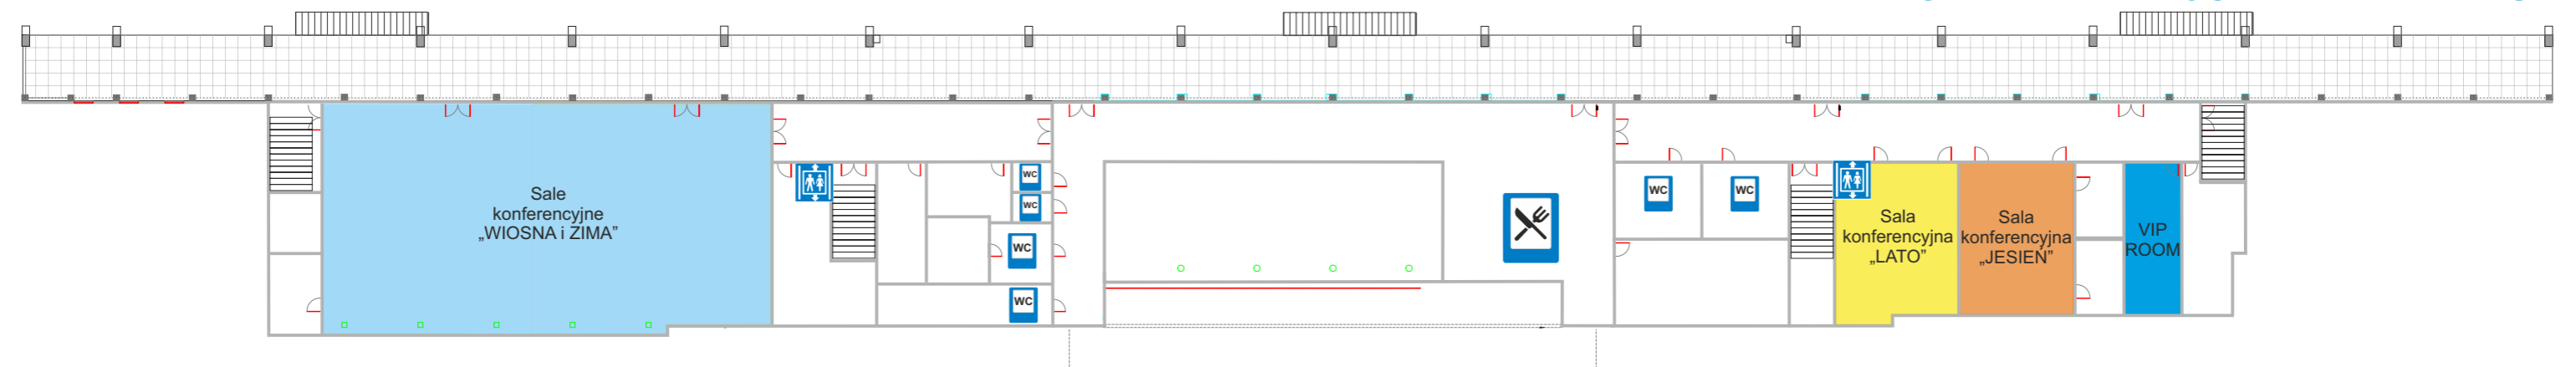 Sale
konferencyjne
„WIOSNA i ZIMA”
WC
WC
WC
WC
WC
WC
Sala
konferencyjna
„LATO”
Sala
konferencyjna
„JESIEŃ”
VIP
ROOM